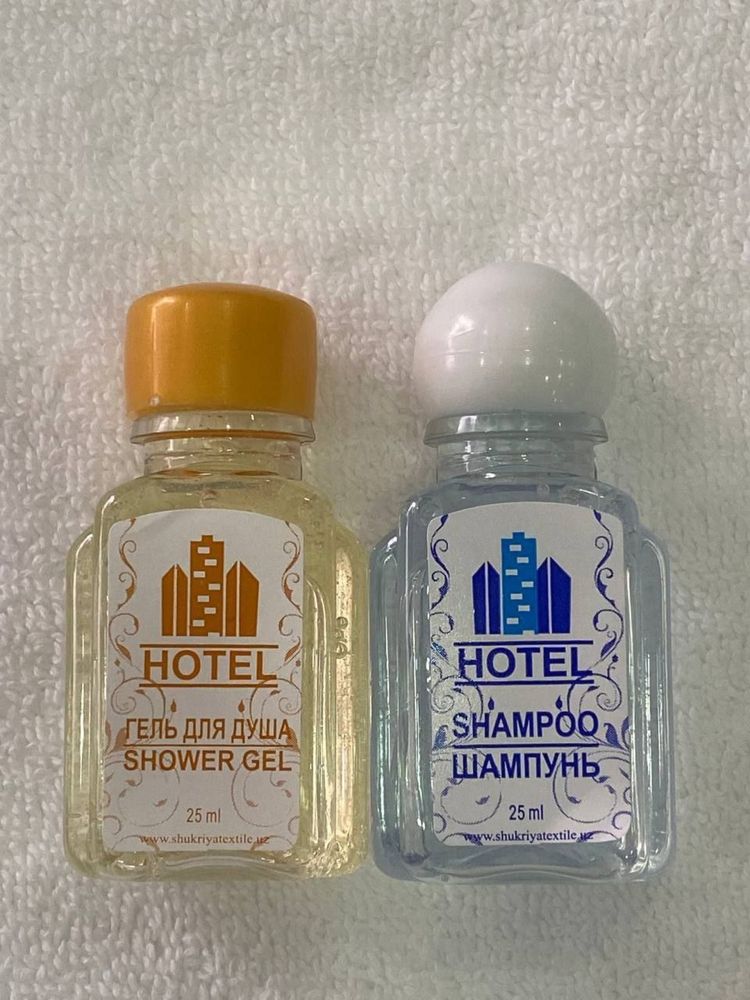 HOTEL
ГЕЛЬ ДЛЯ ДУША
SHOWER GEL
25 ml
www.shukriyatextile.uz
HOTEL
SHAMPOO
ШАМПУНЬ
25 ml
www.shukriyatextile.uz